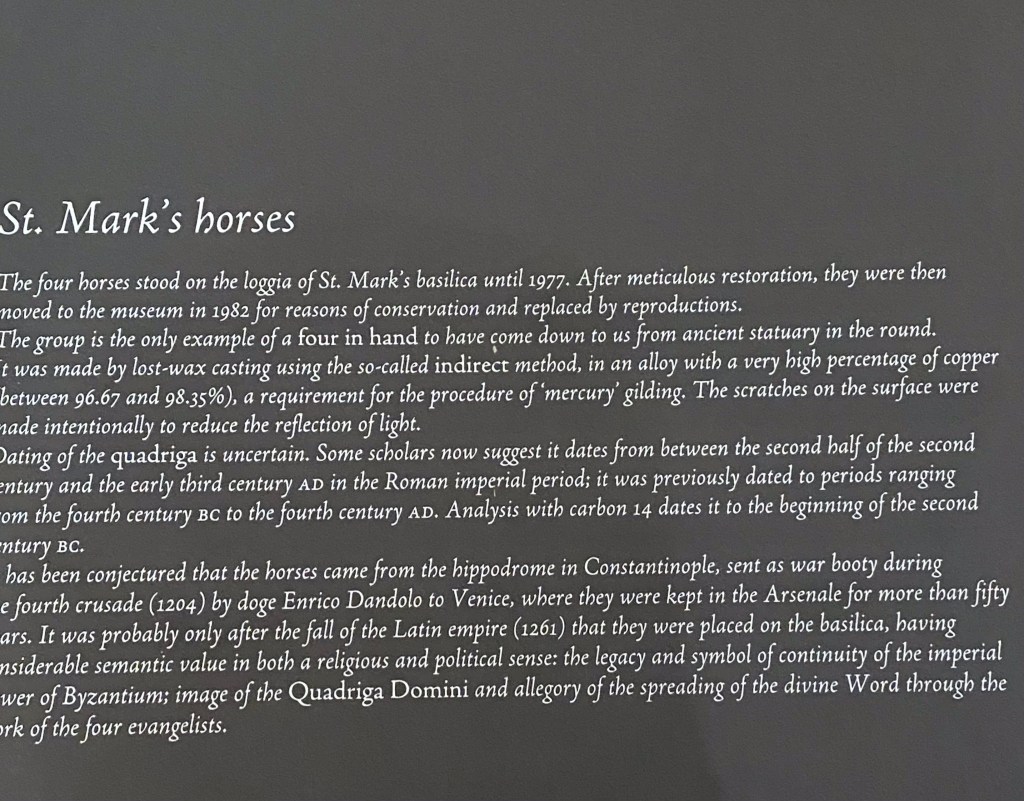 St. Mark's horses
The four horses stood on the loggia of St. Mark's basilica until 1977. After meticulous restoration, they were then
moved to the museum in 1982 for reasons of conservation and replaced by reproductions.
The group is the only example of a four in hand to have come down to us from ancient statuary in the round.
t was made by lost-wax casting using the so-called indirect method, in an alloy with a very high percentage of copper
between 96.67 and 98.35%), a requirement for the procedure of 'mercury' gilding. The scratches on the surface were
made intentionally to reduce the reflection of light.
Dating of the quadriga is uncertain. Some scholars now suggest it dates from between the second half of the second
entury and the early third century AD in the Roman imperial period; it was previously dated to periods ranging
om the fourth century BC to the fourth century AD. Analysis with carbon 14 dates it to the beginning of the second
ntury BC.
has been conjectured that the horses came from the hippodrome in Constantinople, sent as war booty during
e fourth crusade (1204) by doge Enrico Dandolo to Venice, where they were kept in the Arsenale for more than fifty
ars. It was probably only after the fall of the Latin empire (1261) that they were placed on the basilica, having
nsiderable semantic value in both a religious and political sense: the legacy and symbol of continuity of the imperial
wer of Byzantium; image of the Quadriga Domini and allegory of the spreading of the divine Word through the
ork of the four evangelists.